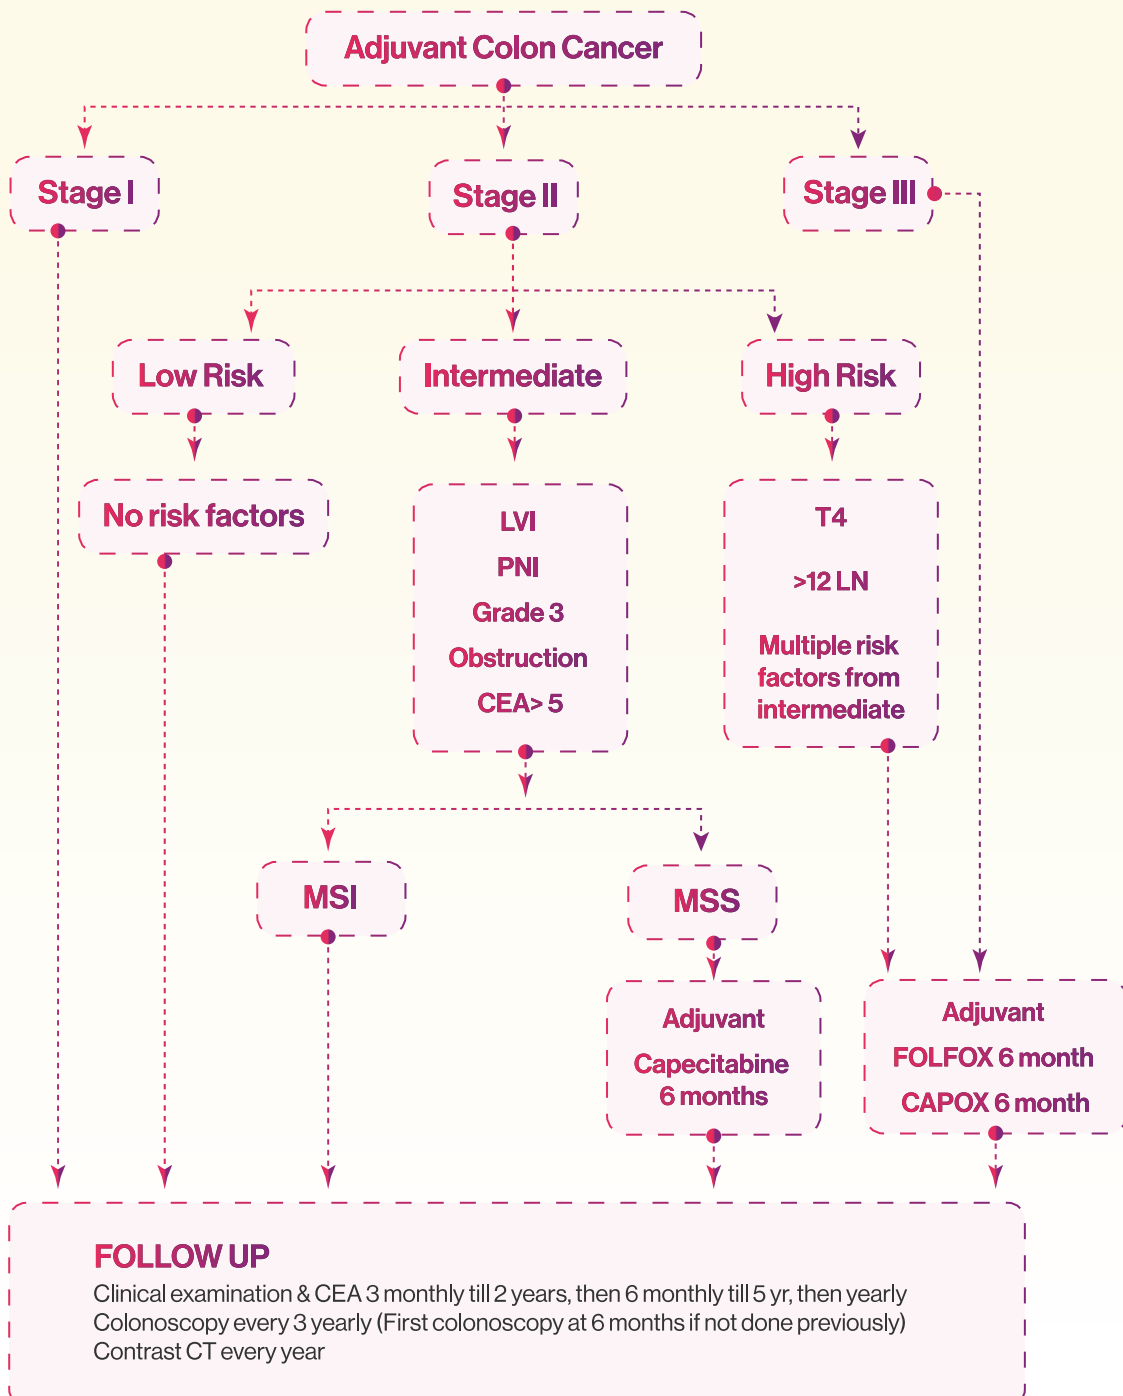 Adjuvant Colon Cancer
Stage I
Stage II
Stage III
Low Risk
Intermediate
High Risk
No risk factors
LVI
PNI
Grade 3
Obstruction
CEA> 5
T4
>12 LN
Multiple risk
factors from
intermediate
MSI
MSS
Adjuvant
Capecitabine
6 months
Adjuvant
FOLFOX 6 month
CAPOX 6 month
FOLLOW UP
Clinical examination & CEA 3 monthly till 2 years, then 6 monthly till 5 yr, then yearly
Colonoscopy every 3 yearly (First colonoscopy at 6 months if not done previously)
Contrast CT every year